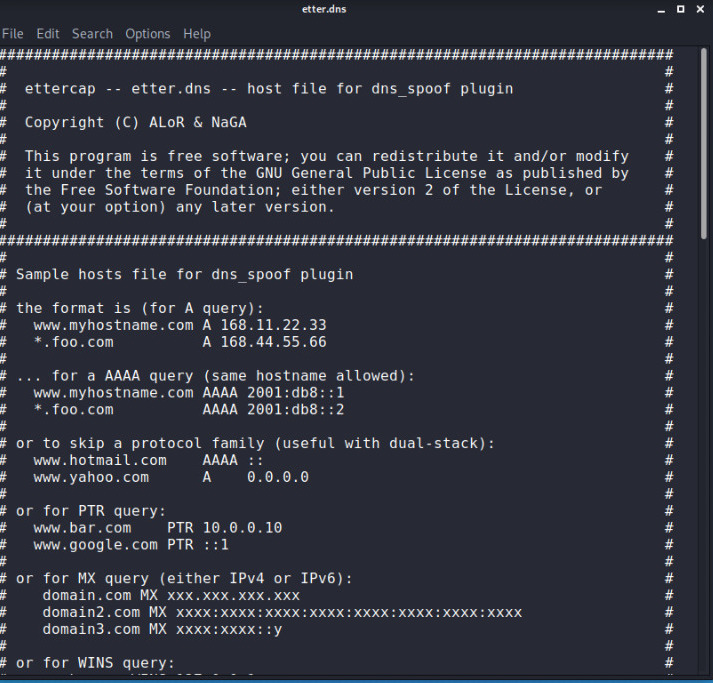 etter.dns
File Edit Search Options Help
############################################################################
# #
# ettercap -- etter.dns -- host file for dns_spoof plugin #
# #
# Copyright (C) ALoR & NaGA #
# #
# This program is free software; you can redistribute it and/or modify #
# it under the terms of the GNU General Public License as published by #
# the Free Software Foundation; either version 2 of the License, or #
# (at your option) any later version. #
# #
############################################################################
# #
# Sample hosts file for dns_spoof plugin #
# #
# the format is (for A query): #
# www.myhostname.com A 168.11.22.33 #
# *.foo.com A 168.44.55.66 #
# #
# ... for a AAAA query (same hostname allowed): #
# www.myhostname.com AAAA 2001:db8::1 #
# *.foo.com AAAA 2001:db8::2 #
# #
# or to skip a protocol family (useful with dual-stack): #
# www.hotmail.com AAAA :: #
# www.yahoo.com A 0.0.0.0 #
# #
# or for PTR query: #
# www.bar.com PTR 10.0.0.10 #
# www.google.com PTR ::1 #
# #
# or for MX query (either IPv4 or IPv6): #
# domain.com MX xxx.xxx.xxx.xxx #
# domain2.com MX xxxx:xxxx:xxxx:xxxx:xxxx:xxxx:xxxx:xxxx #
# domain3.com MX xxxx:xxxx::y #
# #
# or for WINS query: #